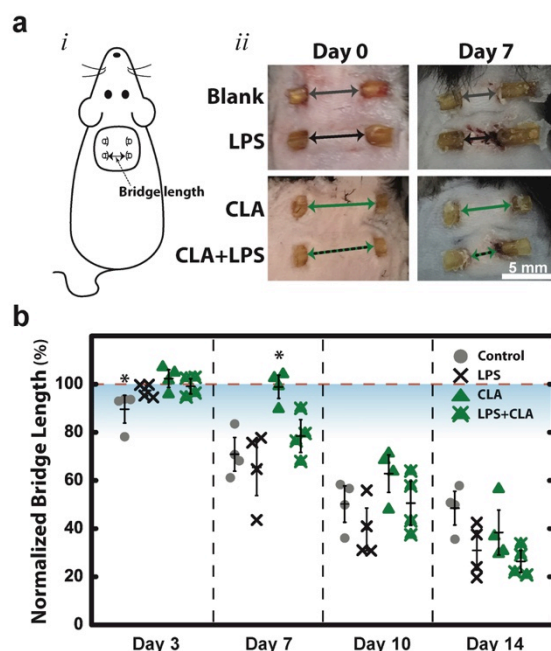 a
i
ii
Day 0
Day 7
Blank
LPS
CLA
CLA+LPS
Bridge length
5 mm
b
Normalized Bridge Length (%)
120
100
80
60
40
20
0
*
*
Control
LPS
CLA
LPS+CLA
Day 3
Day 7
Day 10
Day 14